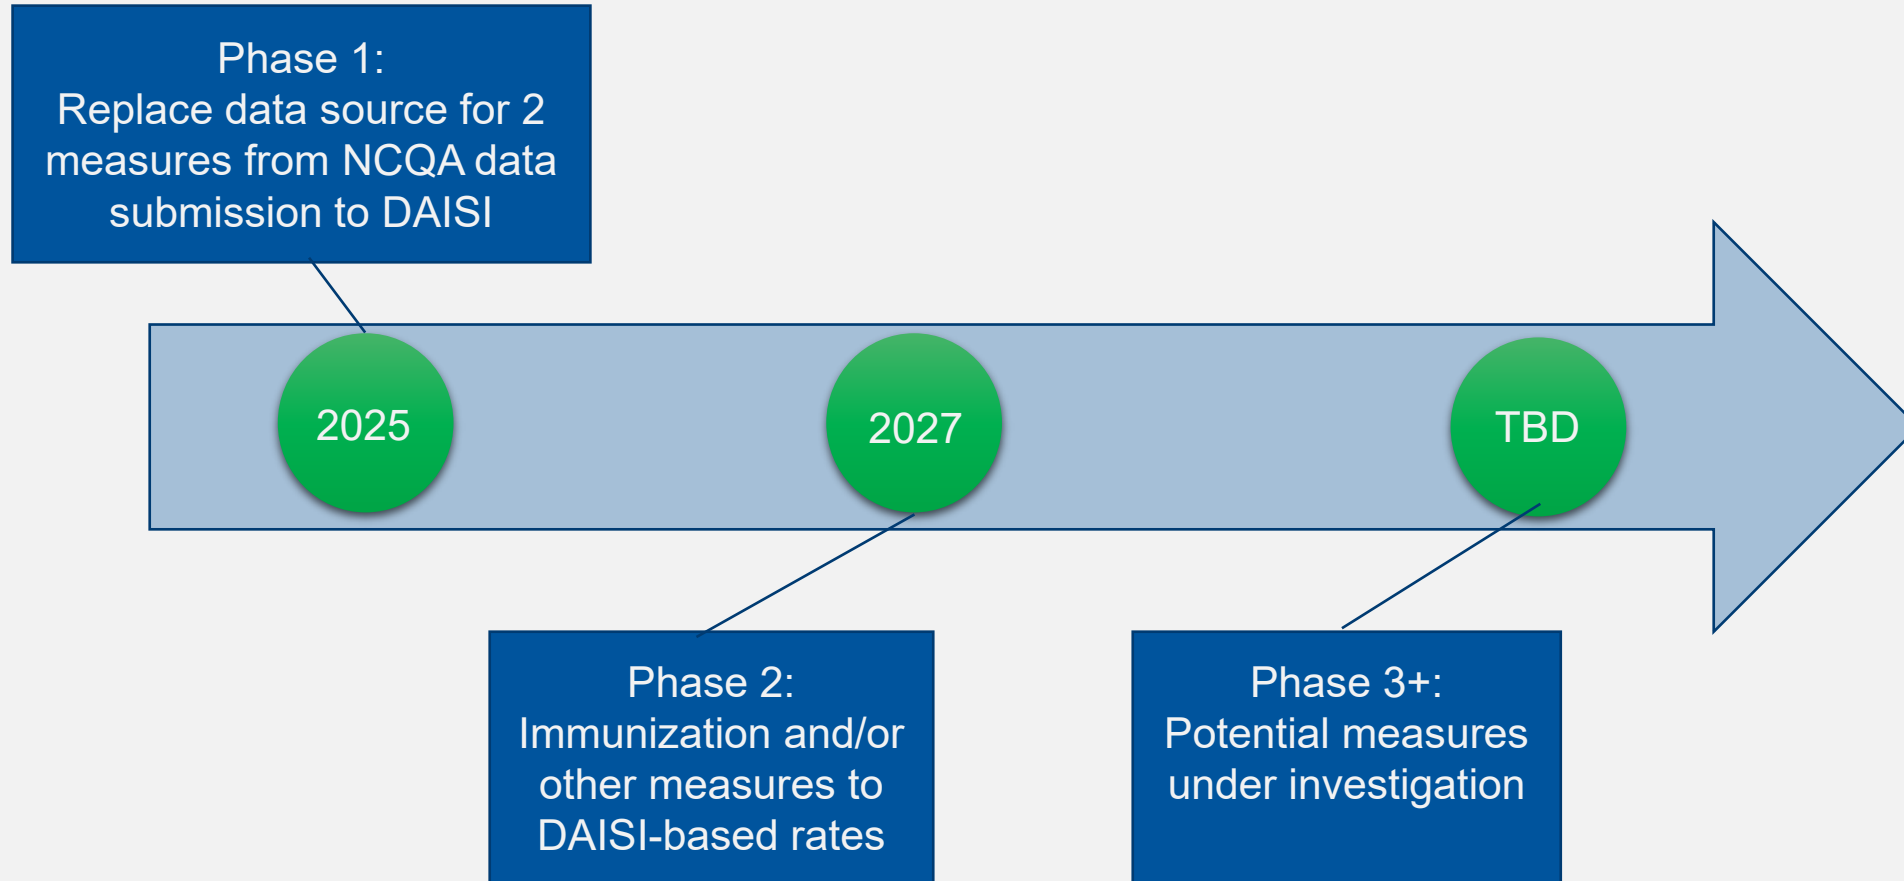 Phase 1:
Replace data source for 2
measures from NCQA data
submission to DAISI
2025
2027
TBD
Phase 2:
Immunization and/or
other measures to
DAISI-based rates
Phase 3+:
Potential measures
under investigation